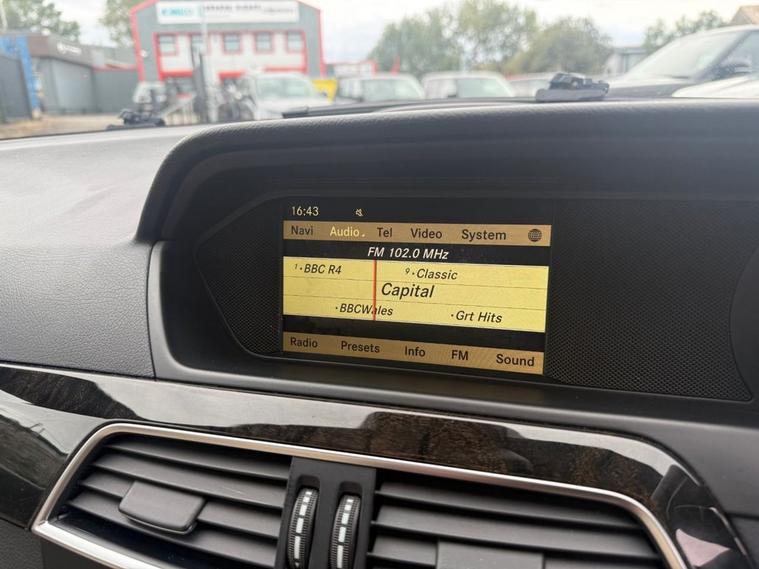 16:43
Navi Audio Tel Video System
FM 102.0 MHz
1 • BBC R4 9 • Classic
Capital
• BBCWales • Grt Hits
Radio Presets Info FM Sound